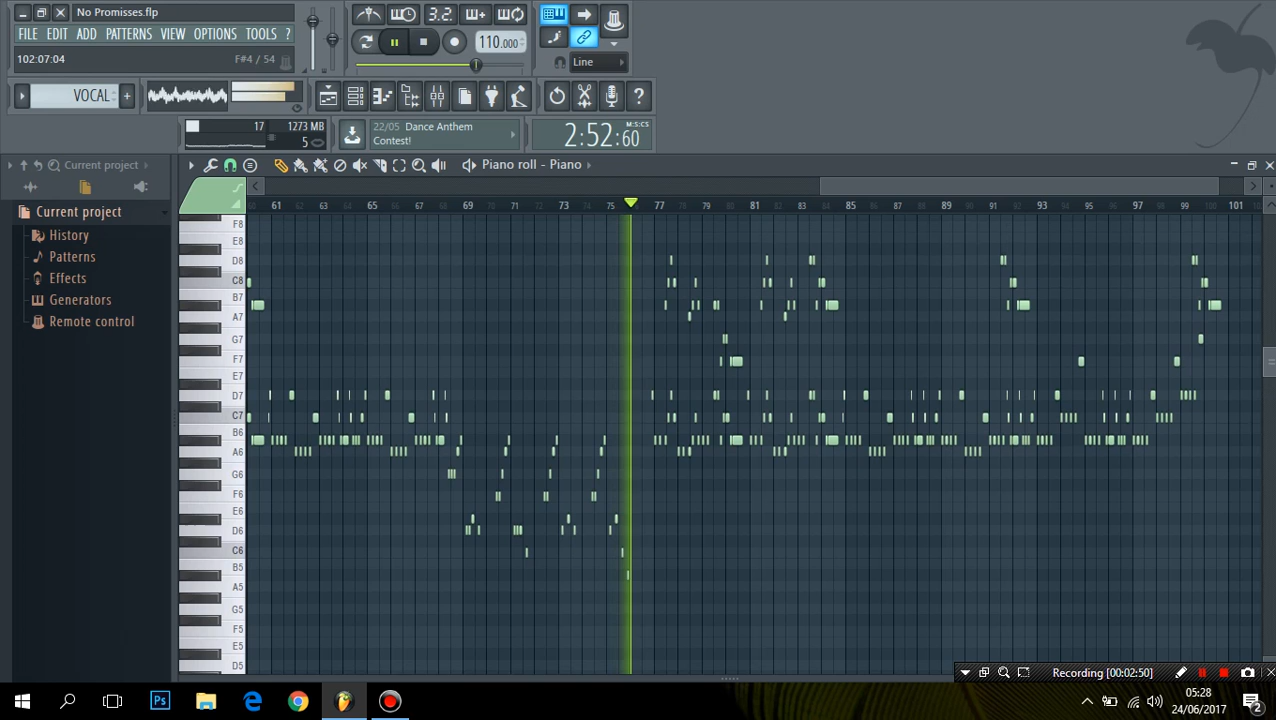 No Promisses.flp
FILE EDIT ADD PATTERNS VIEW OPTIONS TOOLS ?
102:07:04 F#4 / 54
3.2.
110.000
Line
VOCAL
17 1273 MB
5
22/05 Dance Anthem
Contest!
M:S:CS
2:52:60
Current project
Piano roll - Piano
Current project
History
Patterns
Effects
Generators
Remote control
61 63 65 67 69 71 73 75 77 79 81 83 85 87 89 91 93 95 97 99 101
F8
E8
D8
C8
B7
A7
G7
F7
E7
D7
C7
B6
A6
G6
F6
E6
D6
C6
B5
A5
G5
F5
E5
D5
Recording [00:02:50]
Ps
05:28
24/06/2017
2